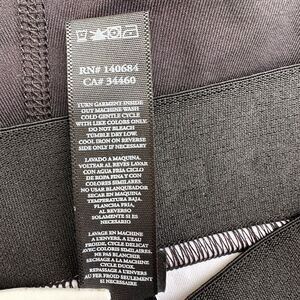 RN# 140684
CA# 34460
TURN GARMENT INSIDE
OUT MACHINE WASH
COLD GENTLE CYCLE
WITH LIKE COLORS ONLY
DO NOT BLEACH
TUMBLE DRY LOW
COOL IRON ON REVERSE
SIDE ONLY IF NECESSARY
LAVADO A MAQUINA,
VOLTEAR AL REVES LAVAR
CON AGUA FRIA CICLO
DE ROPA FINA Y CON
COLORES SIMILARES.
NO USAR BLANQUEADOR
SECAR EN MAQUINA
TEMPERATURA BAJA
PLANCHA FRIA,
AL REVERSO
SOLAMENTE SI ES
NECESARIO
LAVAGE EN MACHINE
A L'ENVERS, A L'EAU
FROIDE, CYCLE DELICAT
AVEC COLORIS SIMILAIRES.
NE PAS BLANCHIR
SECHAGE EN MACHINE
CYCLE DOUX.
REPASSAGE A L'ENVERS
AU FER FROID SEULEMENT
SI NECESSAIRE